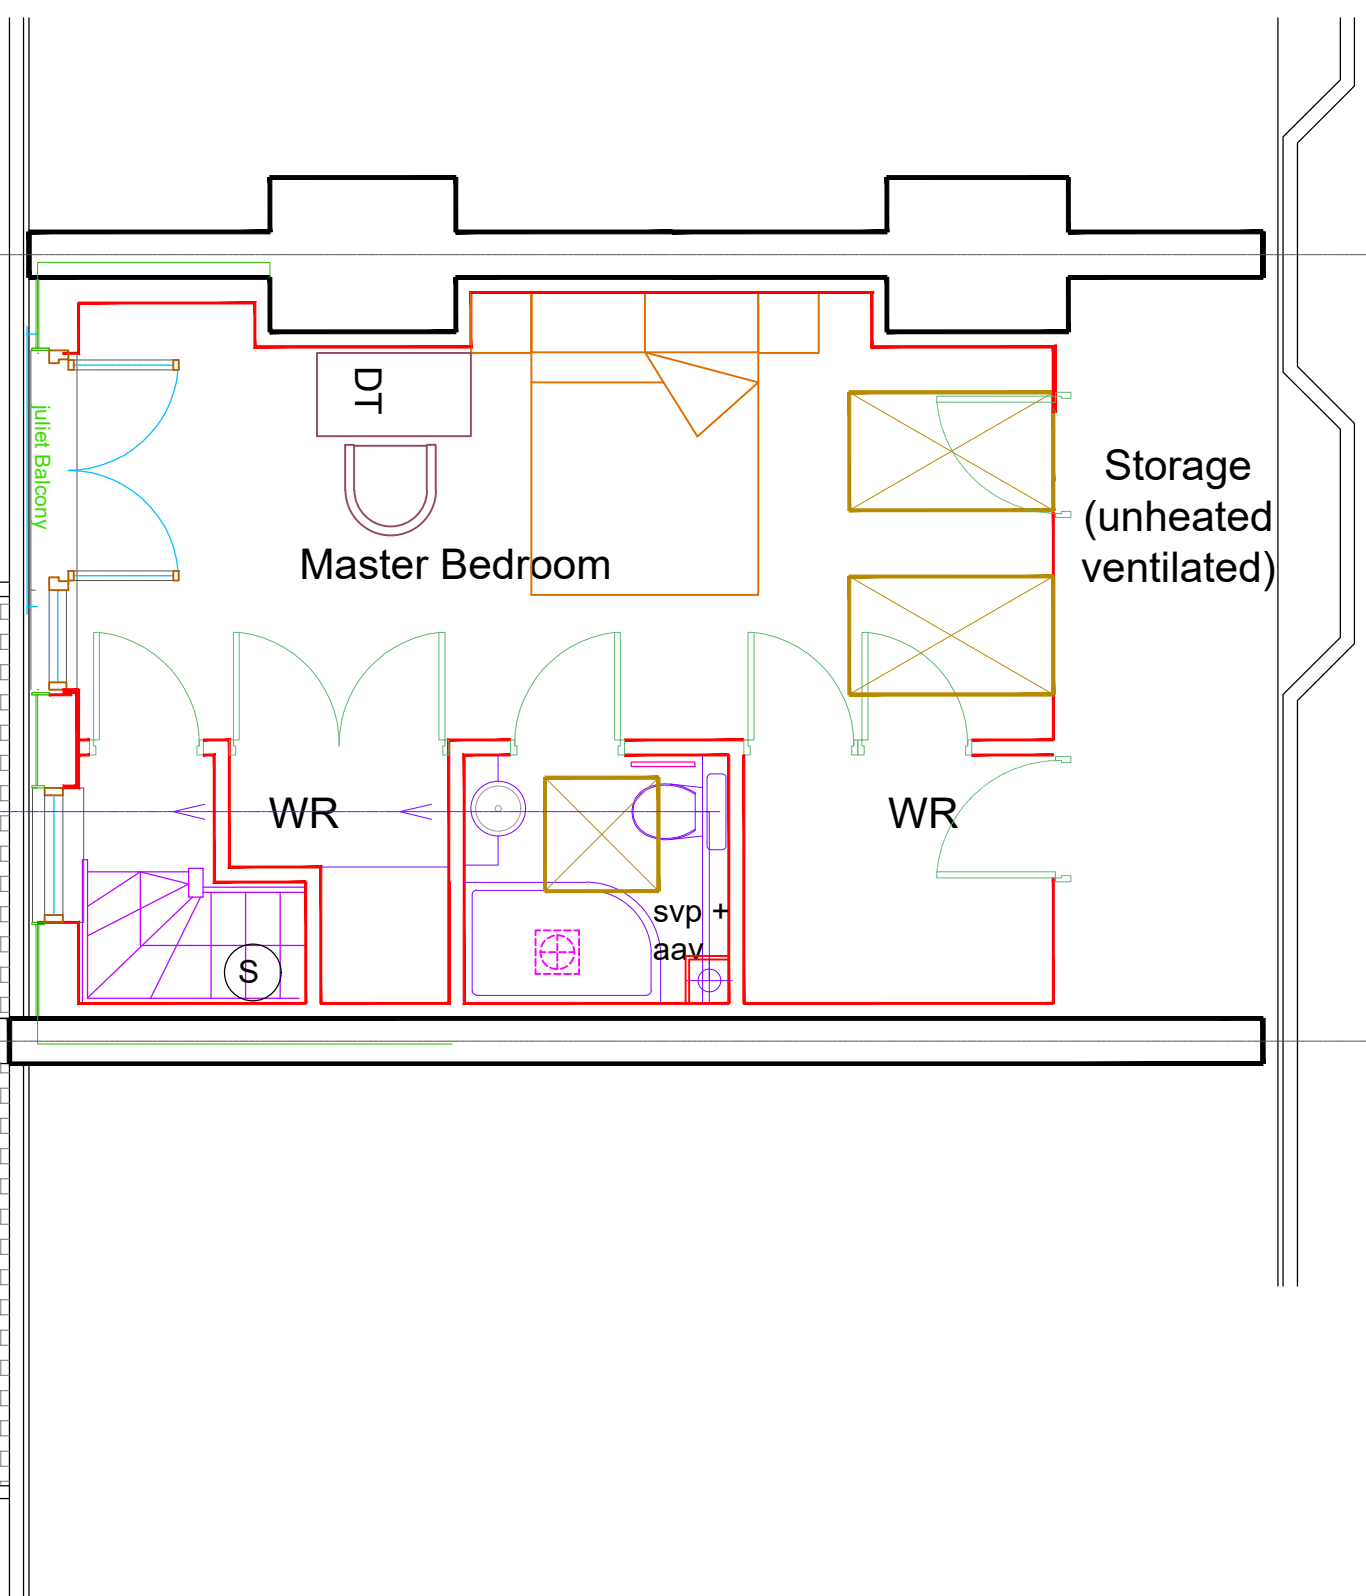 DT
juliet Balcony
Storage
(unheated
ventilated)
Master Bedroom
WR
WR
svp +
aav
S